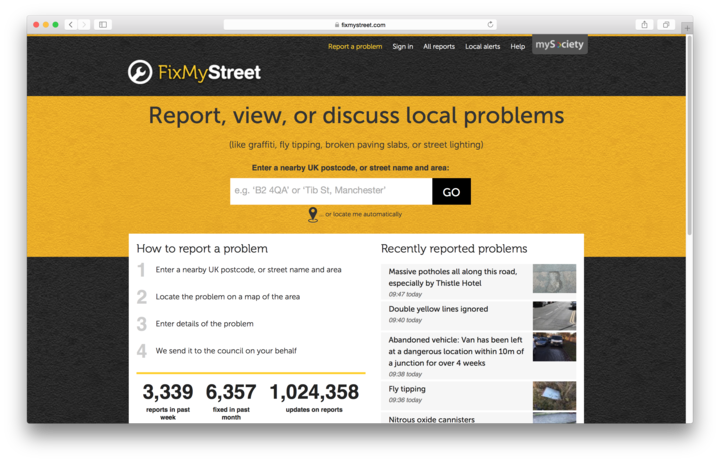 fixmystreet.com
Report a problem
Sign in
All reports
Local alerts
Help
mySociety
FixMyStreet
Report, view, or discuss local problems
(like graffiti, fly tipping, broken paving slabs, or street lighting)
Enter a nearby UK postcode, or street name and area:
e.g. ‘B2 4QA’ or ‘Tib St, Manchester’
GO
... or locate me automatically
How to report a problem
1 Enter a nearby UK postcode, or street name and area
2 Locate the problem on a map of the area
3 Enter details of the problem
4 We send it to the council on your behalf
3,339
reports in past
week
6,357
fixed in past
month
1,024,358
updates on reports
Recently reported problems
Massive potholes all along this road,
especially by Thistle Hotel
09:47 today
Double yellow lines ignored
09:40 today
Abandoned vehicle: Van has been left
at a dangerous location within 10m of
a junction for over 4 weeks
09:38 today
Fly tipping
09:36 today
Nitrous oxide cannisters